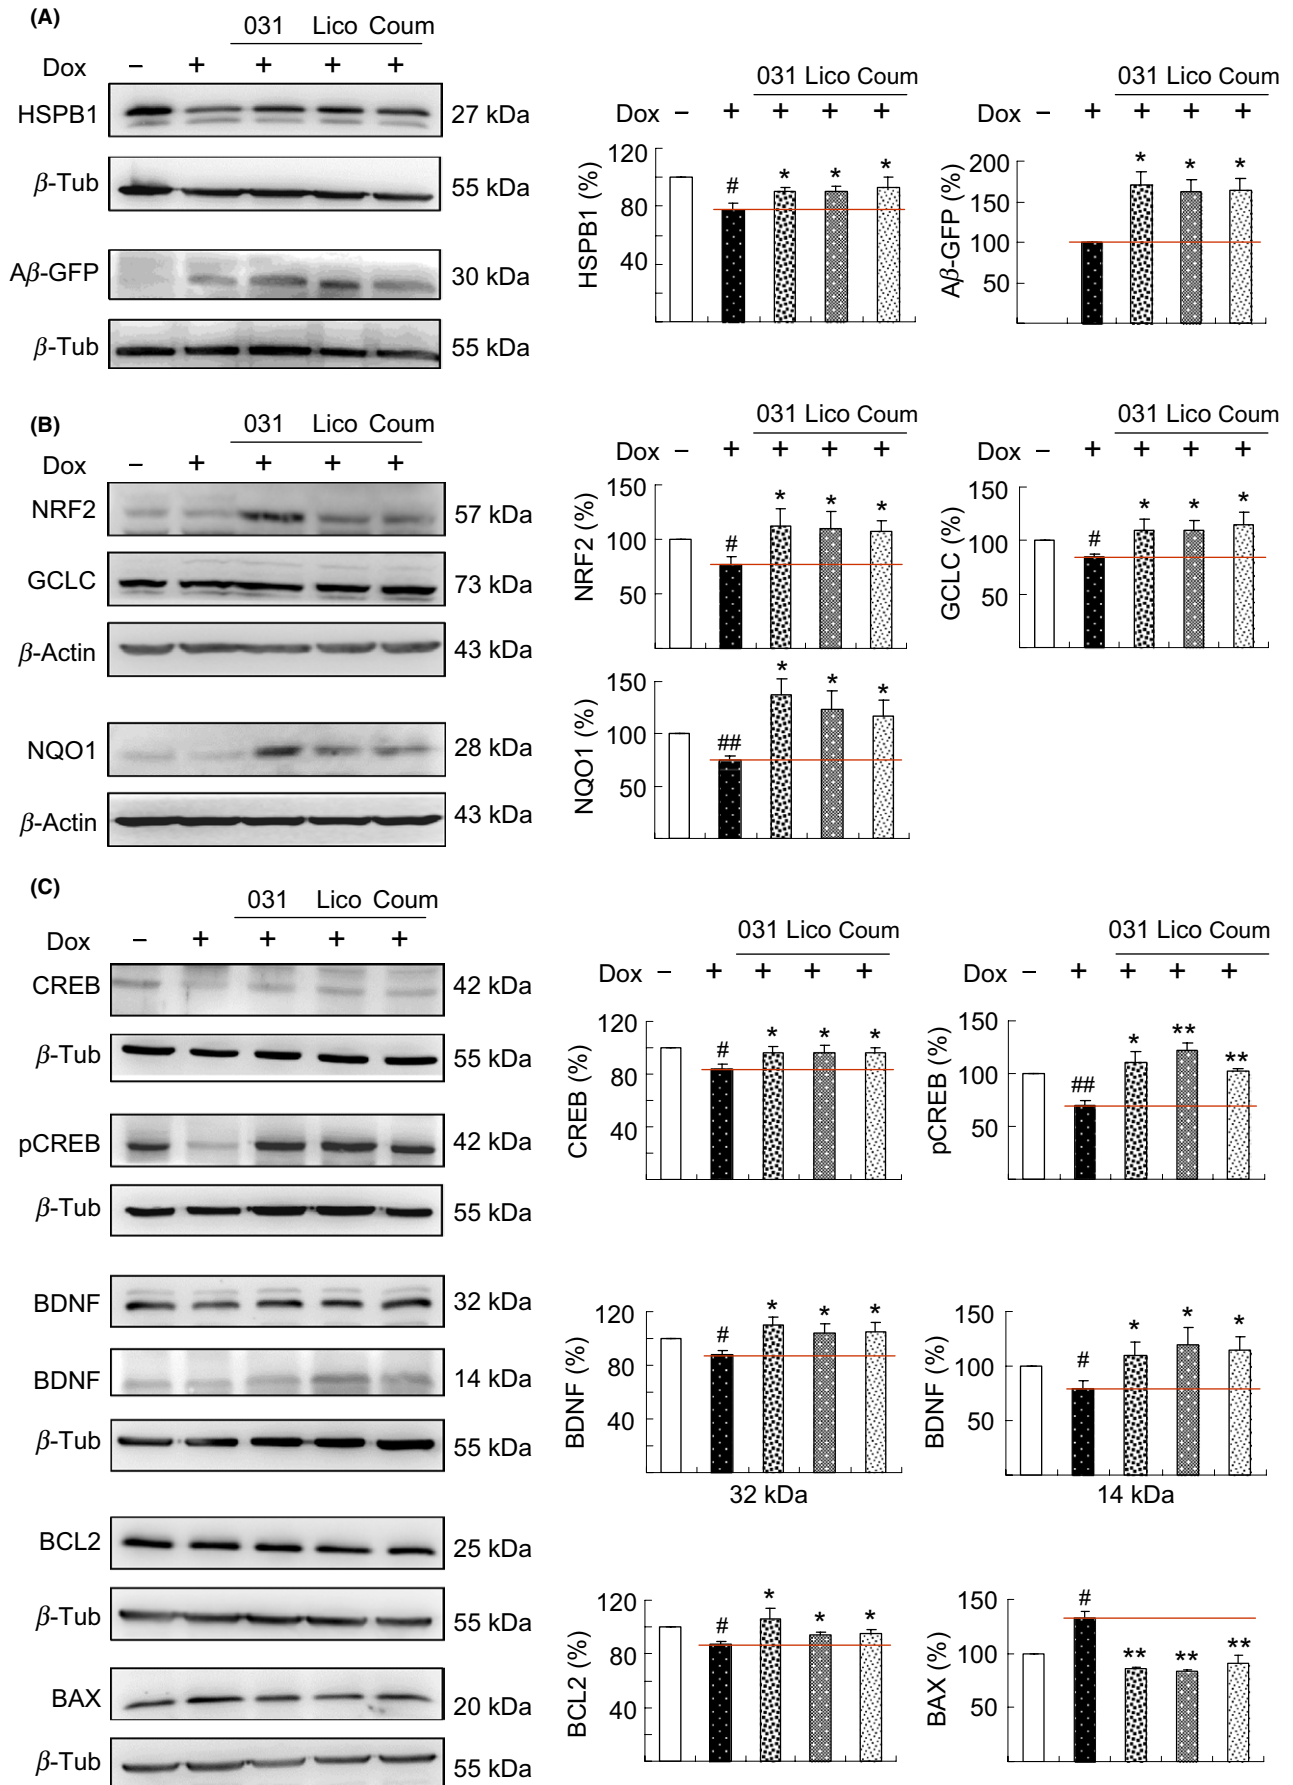 (A)
031 Lico Coum
Dox − + + + +
HSPB1 27 kDa
β-Tub 55 kDa
Aβ-GFP 30 kDa
β-Tub 55 kDa
031 Lico Coum
Dox − + + + +
HSPB1 (%)
120
80
40
# * * *
031 Lico Coum
Dox − + + + +
Aβ-GFP (%)
200
150
100
50
* * *
(B)
031 Lico Coum
Dox − + + + +
NRF2 57 kDa
GCLC 73 kDa
β-Actin 43 kDa
NQO1 28 kDa
β-Actin 43 kDa
031 Lico Coum
Dox − + + + +
NRF2 (%)
150
100
50
# * * *
031 Lico Coum
Dox − + + + +
GCLC (%)
150
100
50
# * * *
NQO1 (%)
150
100
50
## * * *
(C)
031 Lico Coum
Dox − + + + +
CREB 42 kDa
β-Tub 55 kDa
pCREB 42 kDa
β-Tub 55 kDa
BDNF 32 kDa
BDNF 14 kDa
β-Tub 55 kDa
BCL2 25 kDa
β-Tub 55 kDa
BAX 20 kDa
β-Tub 55 kDa
031 Lico Coum
Dox − + + + +
CREB (%)
120
80
40
# * * *
031 Lico Coum
Dox − + + + +
pCREB (%)
150
100
50
## * ** **
BDNF (%)
120
80
40
# * * *
32 kDa
BDNF (%)
150
100
50
# * * *
14 kDa
BCL2 (%)
120
80
40
# * * *
BAX (%)
150
100
50
# ** ** **